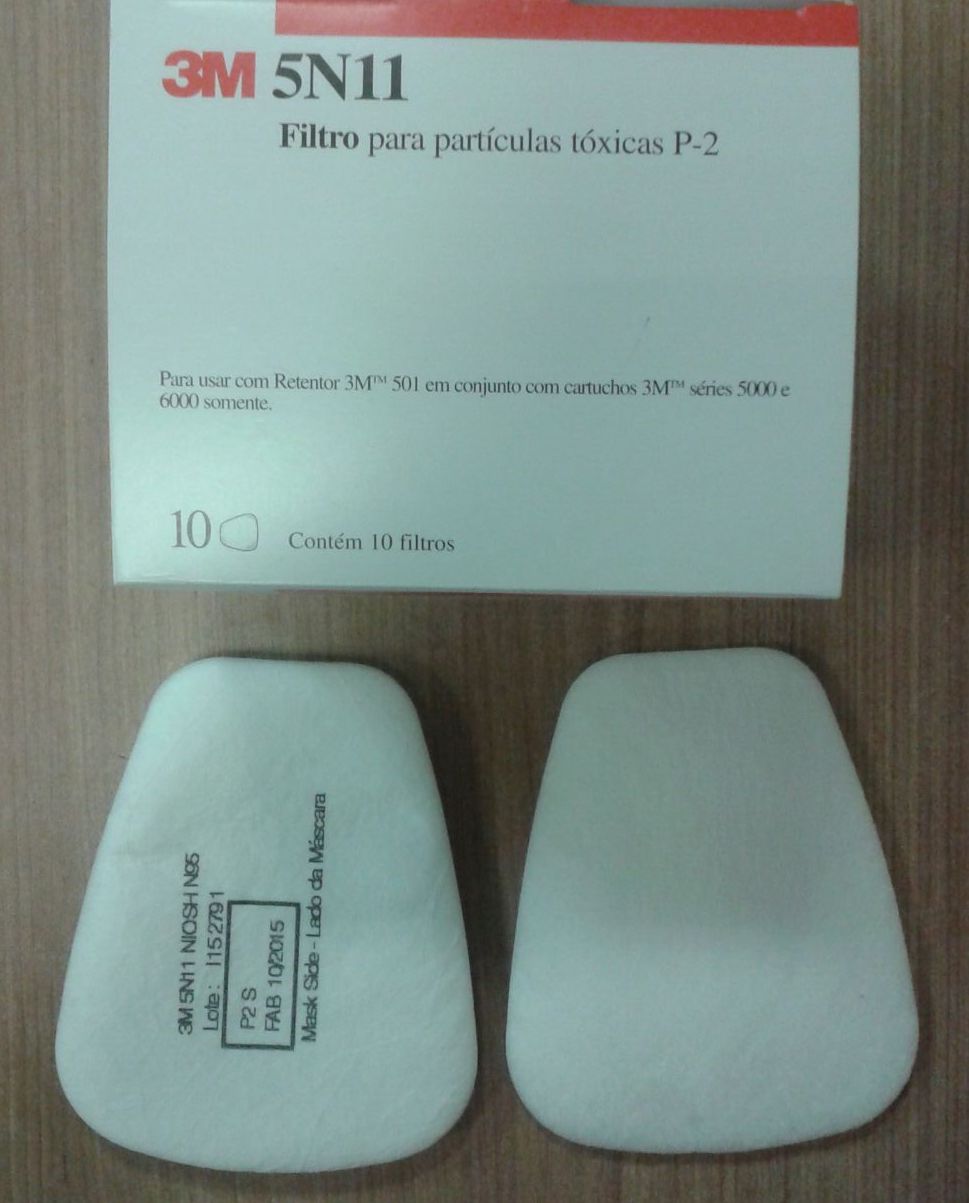 3M 5N11
Filtro para partículas tóxicas P-2
Para usar com Retentor 3M™ 501 em conjunto com cartuchos 3M™ séries 5000 e
6000 somente.
10 Contém 10 filtros
3M 5N11 NIOSH N95
Lote: I152791
P2 S
FAB 10/2015
Mask Side - Lado da Máscara